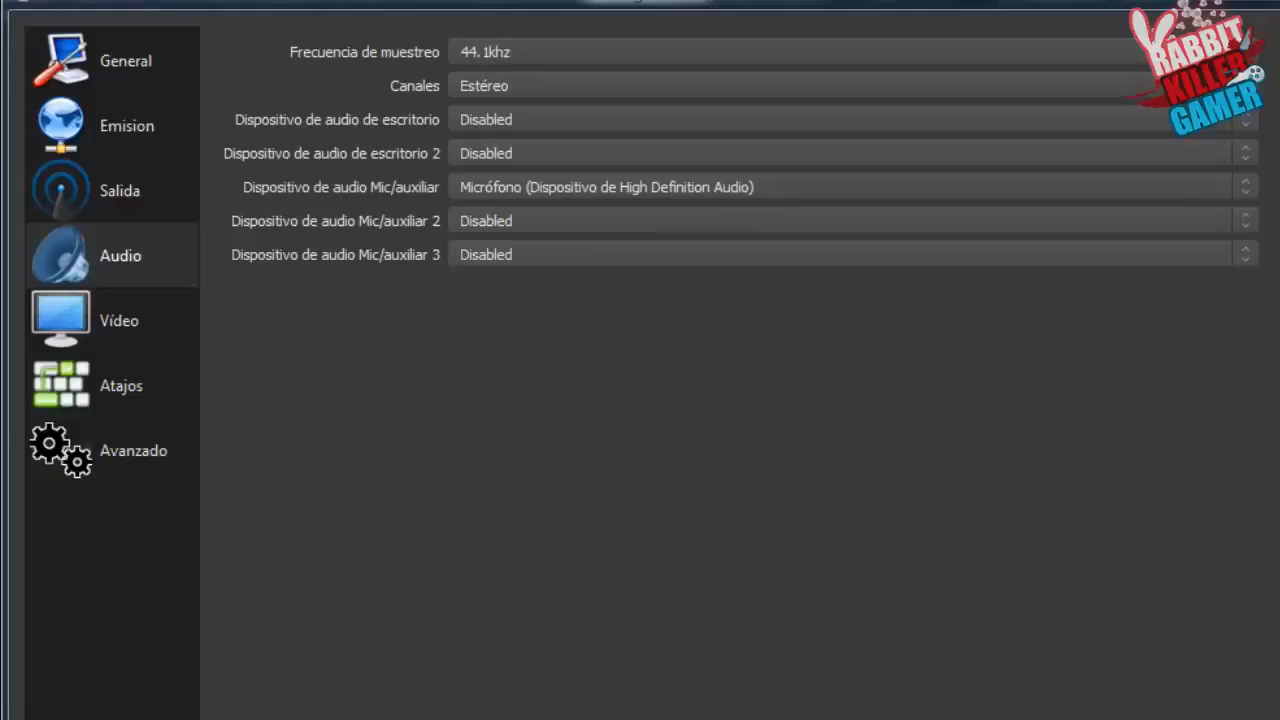 General
Emision
Salida
Audio
Vídeo
Atajos
Avanzado
Frecuencia de muestreo 44.1khz
Canales Estéreo
Dispositivo de audio de escritorio Disabled
Dispositivo de audio de escritorio 2 Disabled
Dispositivo de audio Mic/auxiliar Micrófono (Dispositivo de High Definition Audio)
Dispositivo de audio Mic/auxiliar 2 Disabled
Dispositivo de audio Mic/auxiliar 3 Disabled
RABBIT
KILLER
GAMER